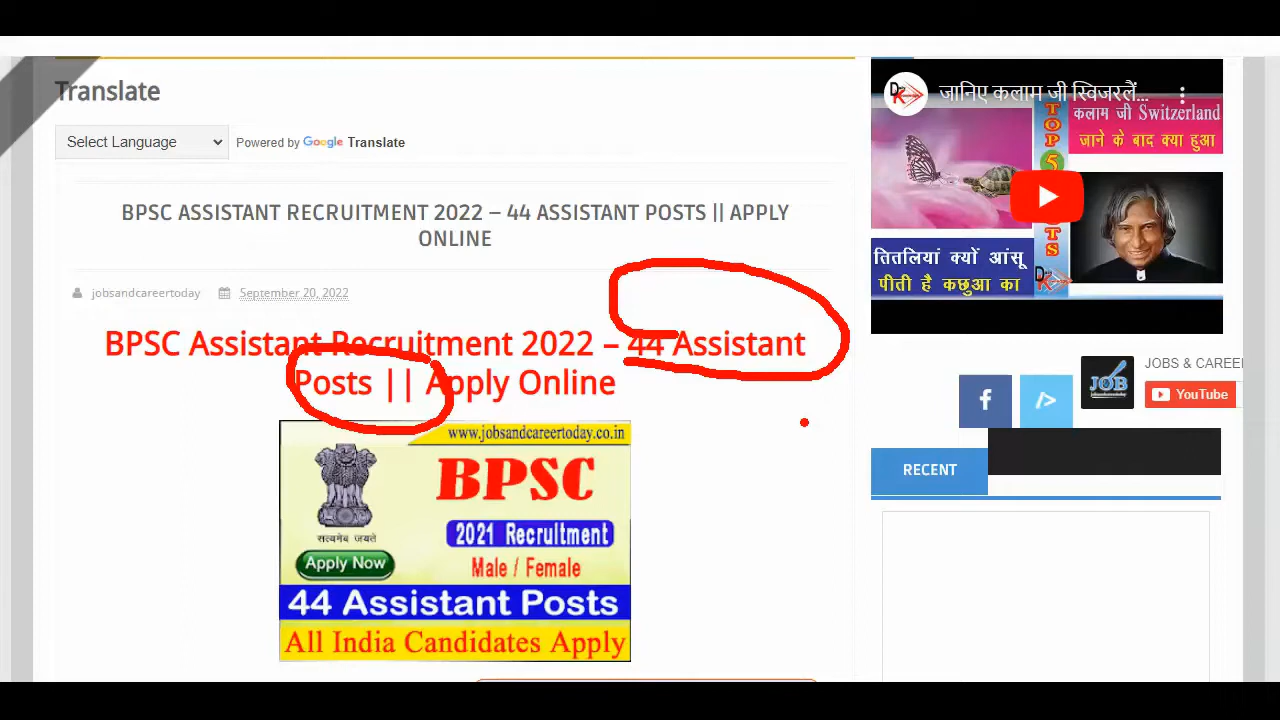 Translate
Select Language
Powered by Google Translate
BPSC ASSISTANT RECRUITMENT 2022 – 44 ASSISTANT POSTS || APPLY
ONLINE
jobsandcareertoday September 20, 2022
BPSC Assistant Recruitment 2022 – 44 Assistant
Posts || Apply Online
www.jobsandcareertoday.co.in
BPSC
सत्यमेव जयते
2021 Recruitment
Apply Now
Male / Female
44 Assistant Posts
All India Candidates Apply
जानिए कलाम जी स्विजरलैं...
TOP 5
कलाम जी Switzerland
जाने के बाद क्या हुआ
तितलियां क्यों आंसू
पीती है कछुआ का
JOB
JOBS & CAREER
YouTube
RECENT